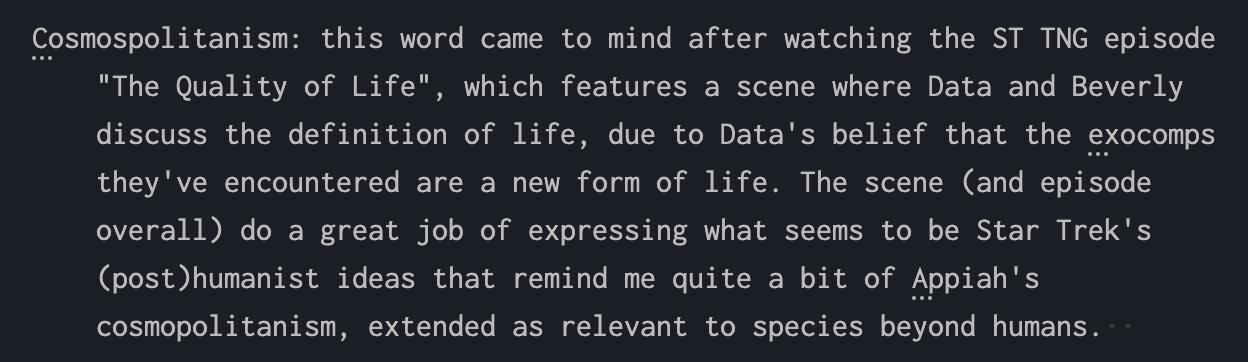 Cosmospolitanism: this word came to mind after watching the ST TNG episode
"The Quality of Life", which features a scene where Data and Beverly
discuss the definition of life, due to Data's belief that the exocomps
they've encountered are a new form of life. The scene (and episode
overall) do a great job of expressing what seems to be Star Trek's
(post)humanist ideas that remind me quite a bit of Appiah's
cosmopolitanism, extended as relevant to species beyond humans.